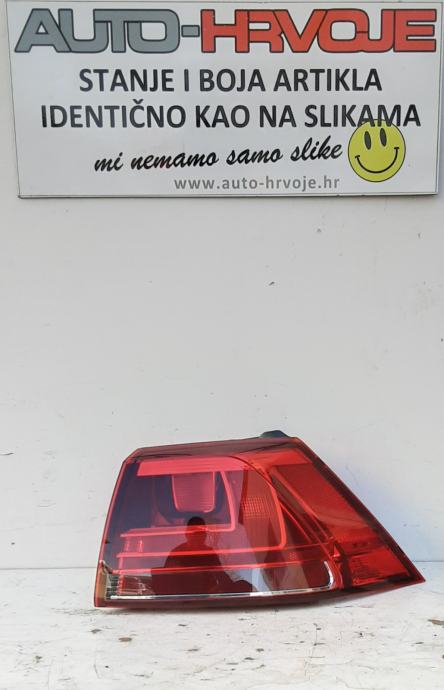 AUTO-HRVOJE
STANJE I BOJA ARTIKLA
IDENTIČNO KAO NA SLIKAMA
mi nemamo samo slike
www.auto-hrvoje.hr